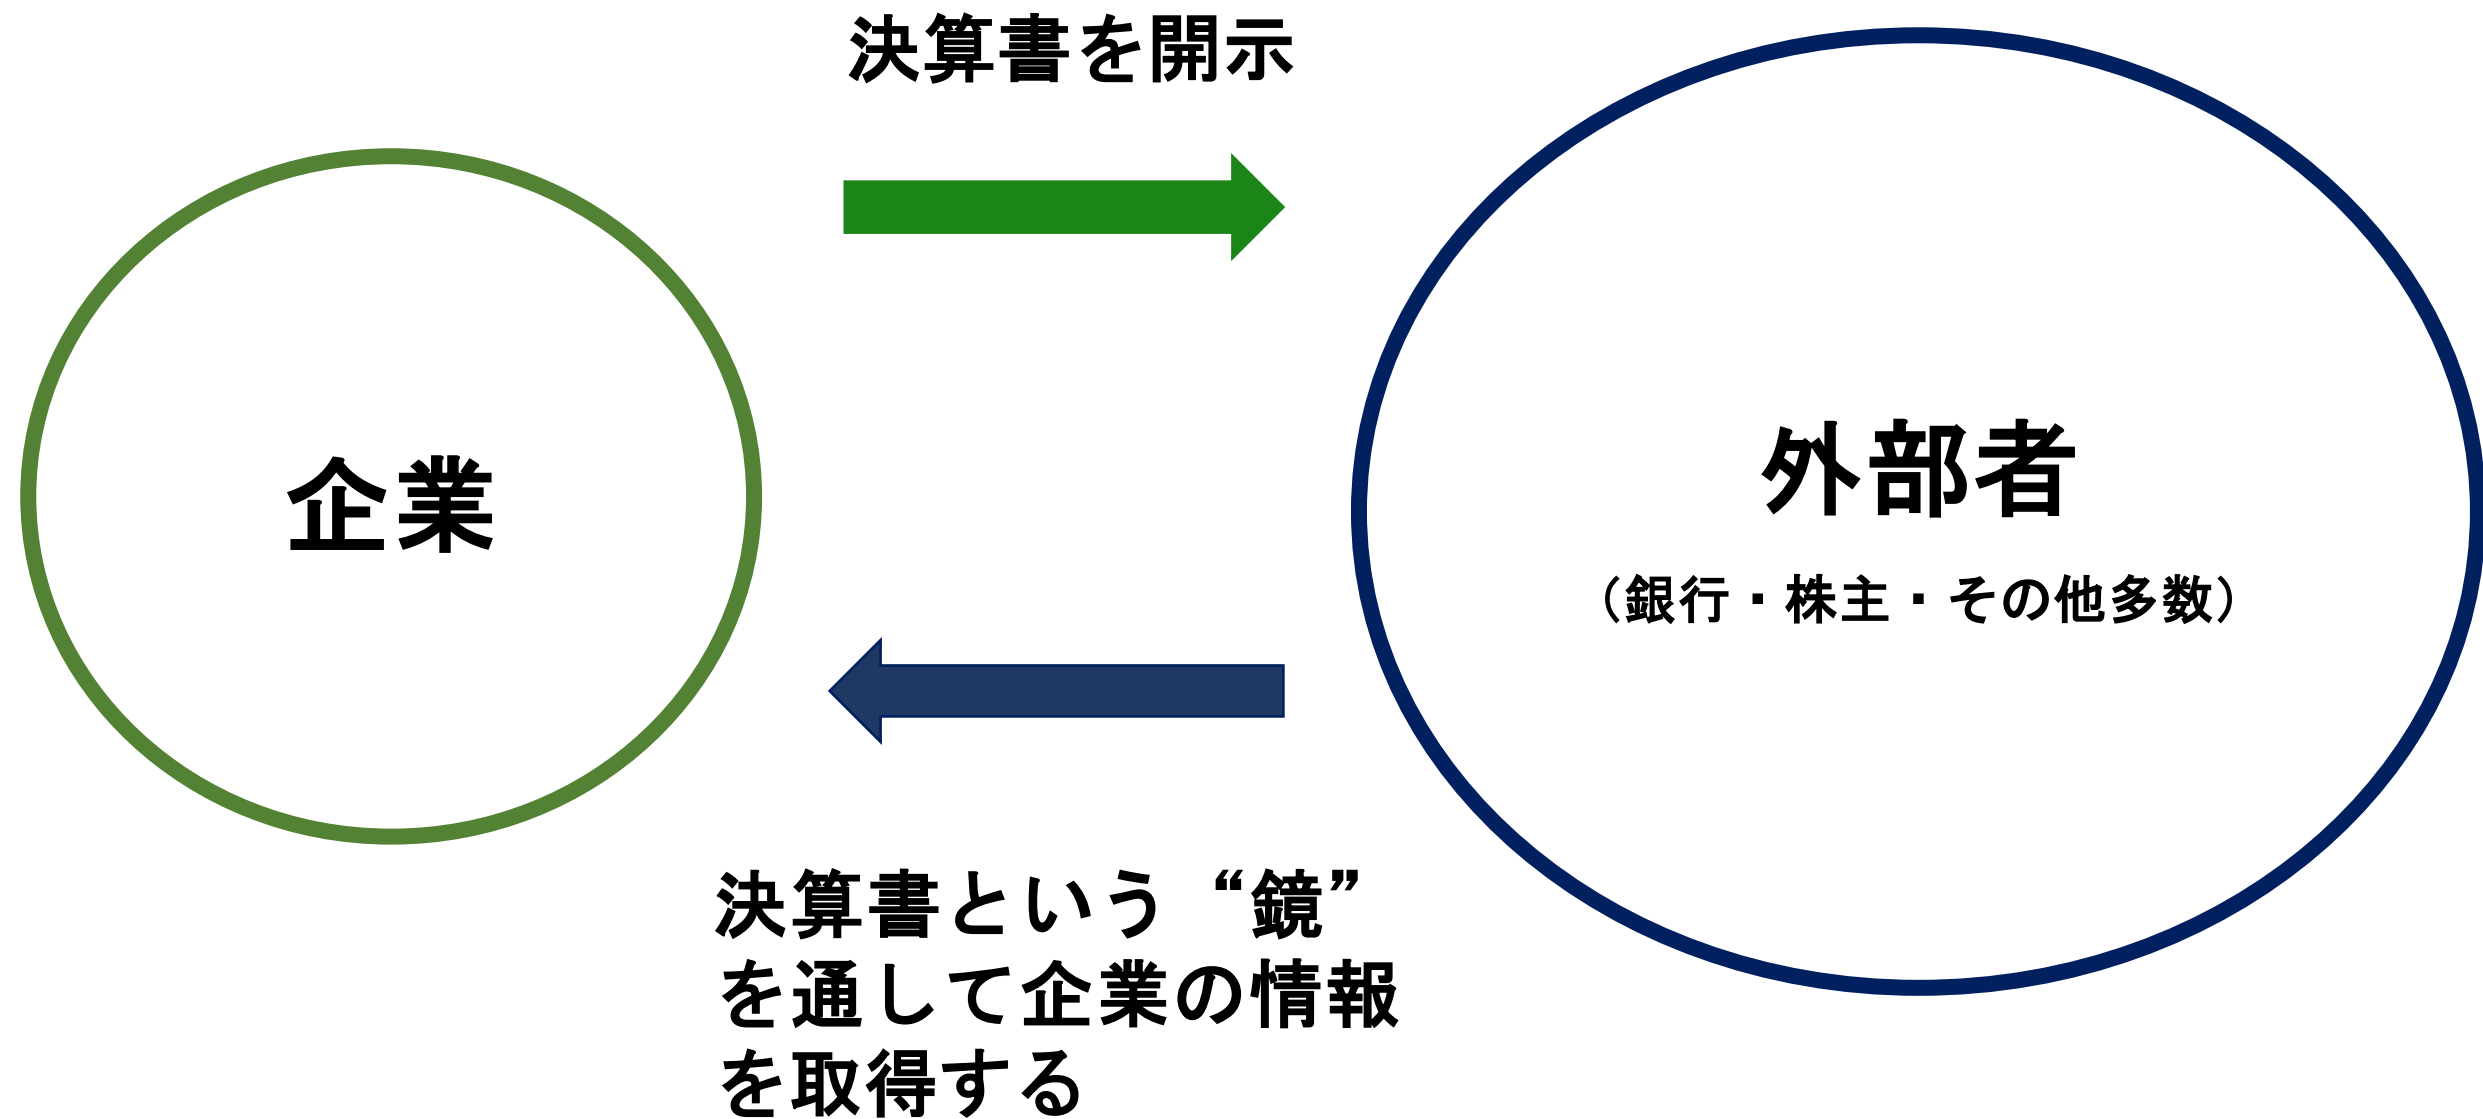 決算書を開示
企業
外部者
（銀行・株主・その他多数）
決算書という“鏡”
を通して企業の情報
を取得する